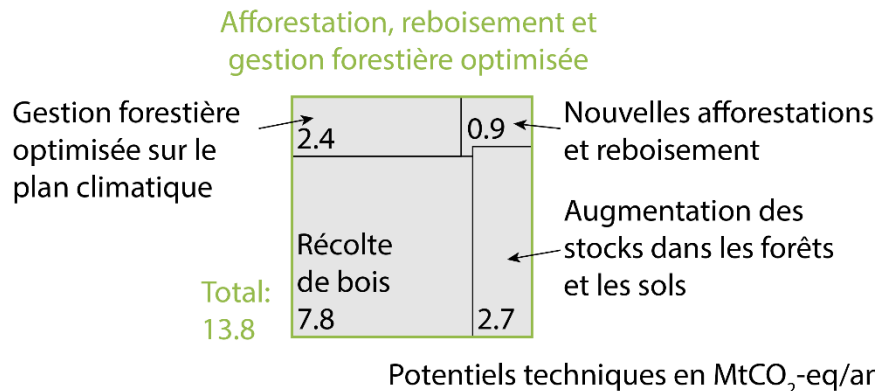 Afforestation, reboisement et
gestion forestière optimisée
Gestion forestière
optimisée sur le
plan climatique
2.4
0.9
Nouvelles afforestations
et reboisement
Augmentation des
stocks dans les forêts
et les sols
Récolte
de bois
7.8
2.7
Total:
13.8
Potentiels techniques en MtCO₂-eq/an